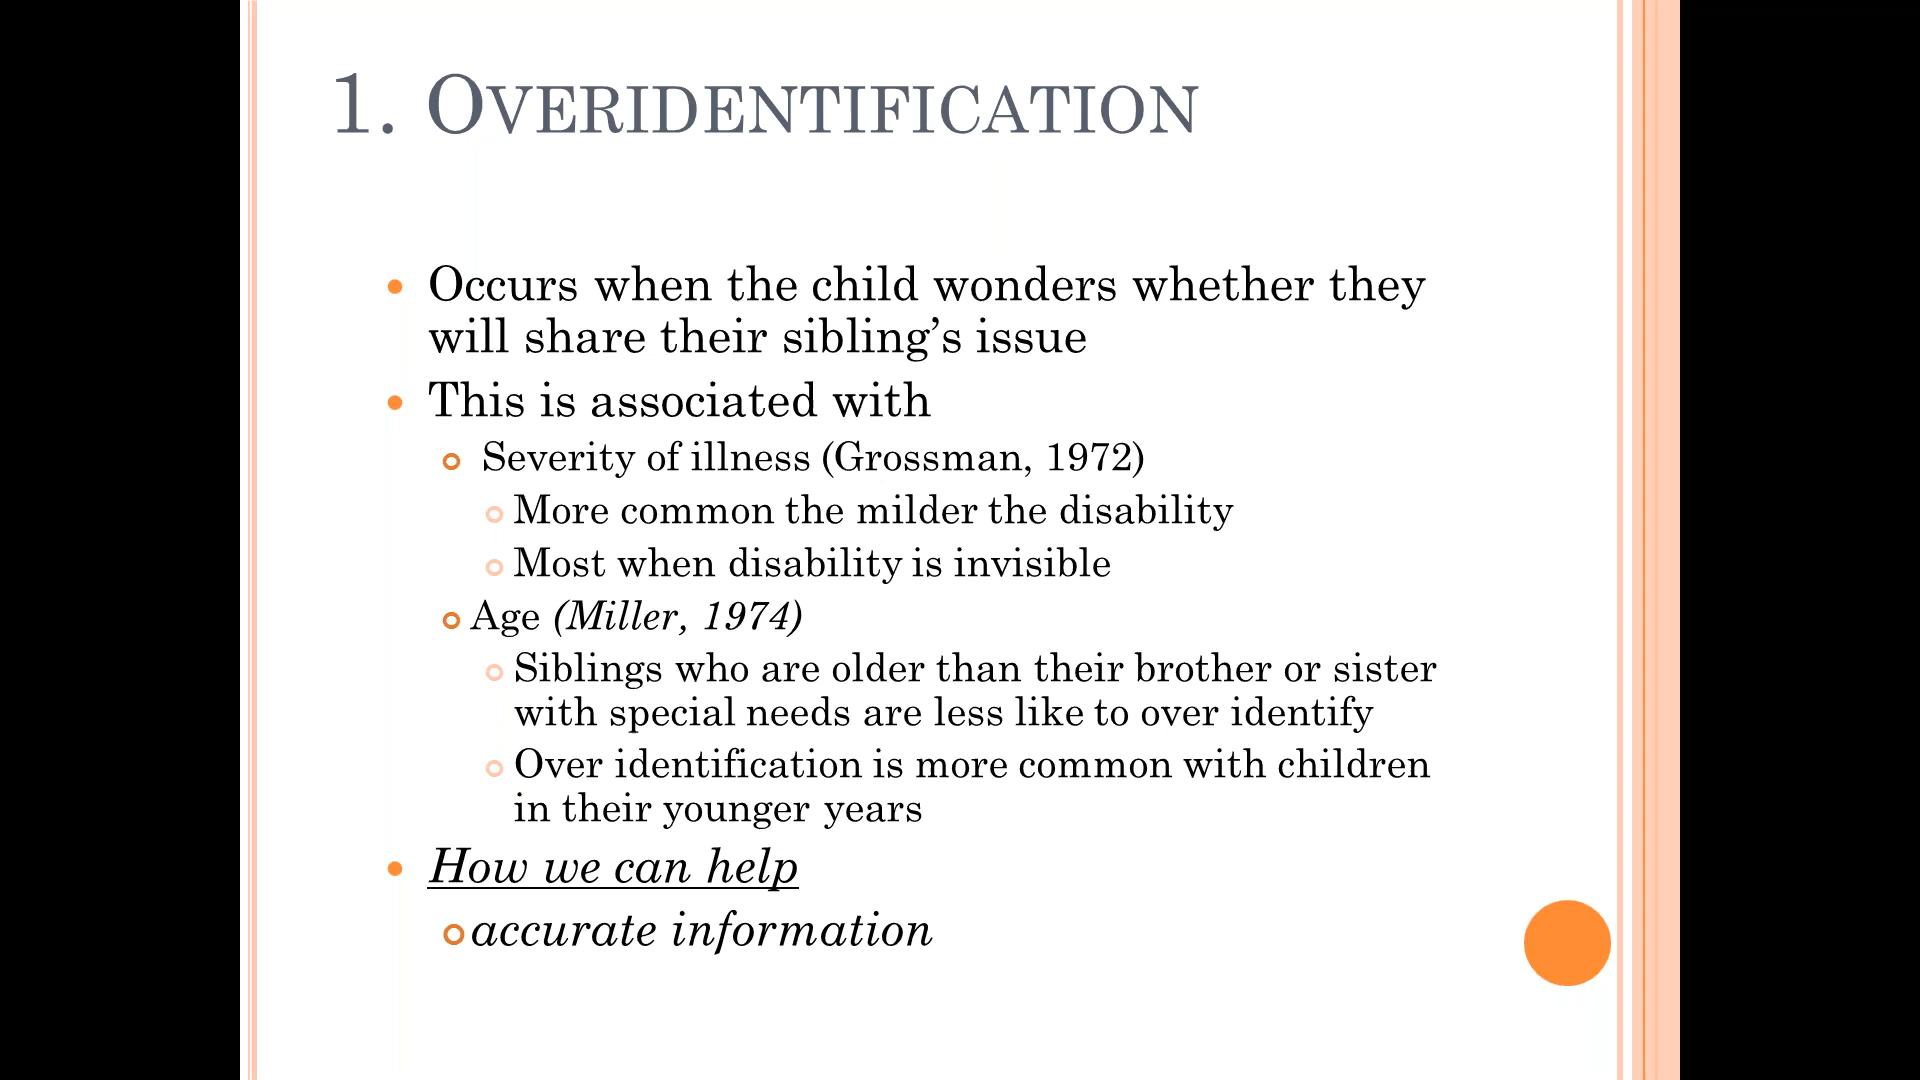 1. OVERIDENTIFICATION
Occurs when the child wonders whether they
will share their sibling’s issue
This is associated with
Severity of illness (Grossman, 1972)
More common the milder the disability
Most when disability is invisible
Age (Miller, 1974)
Siblings who are older than their brother or sister
with special needs are less like to over identify
Over identification is more common with children
in their younger years
How we can help
accurate information